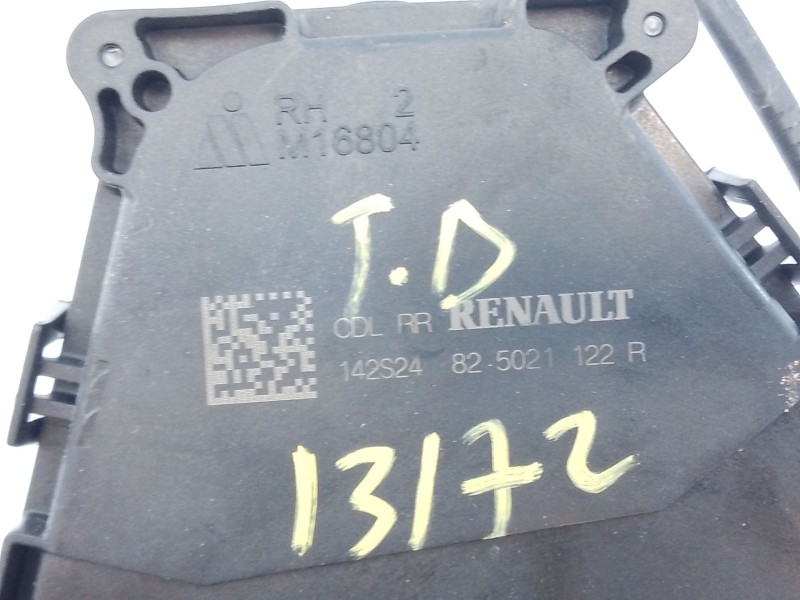 RH 2
M16804
T.D
CDL RR RENAULT
142S24 82-5021 122 R
13172